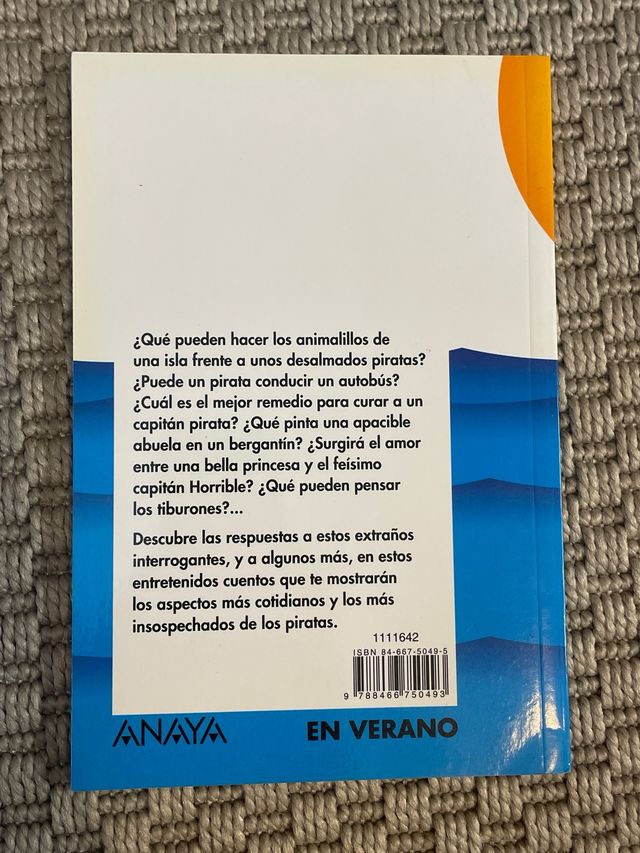 ¿Qué pueden hacer los animalillos de
una isla frente a unos desalmados piratas?
¿Puede un pirata conducir un autobús?
¿Cuál es el mejor remedio para curar a un
capitán pirata? ¿Qué pinta una apacible
abuela en un bergantín? ¿Surgirá el amor
entre una bella princesa y el feísimo
capitán Horrible? ¿Qué pueden pensar
los tiburones?...
Descubre las respuestas a estos extraños
interrogantes, y a algunos más, en estos
entretenidos cuentos que te mostrarán
los aspectos más cotidianos y los más
insospechados de los piratas.
1111642
ISBN 84-667-5049-5
9 788466 750493
ANAYA
EN VERANO